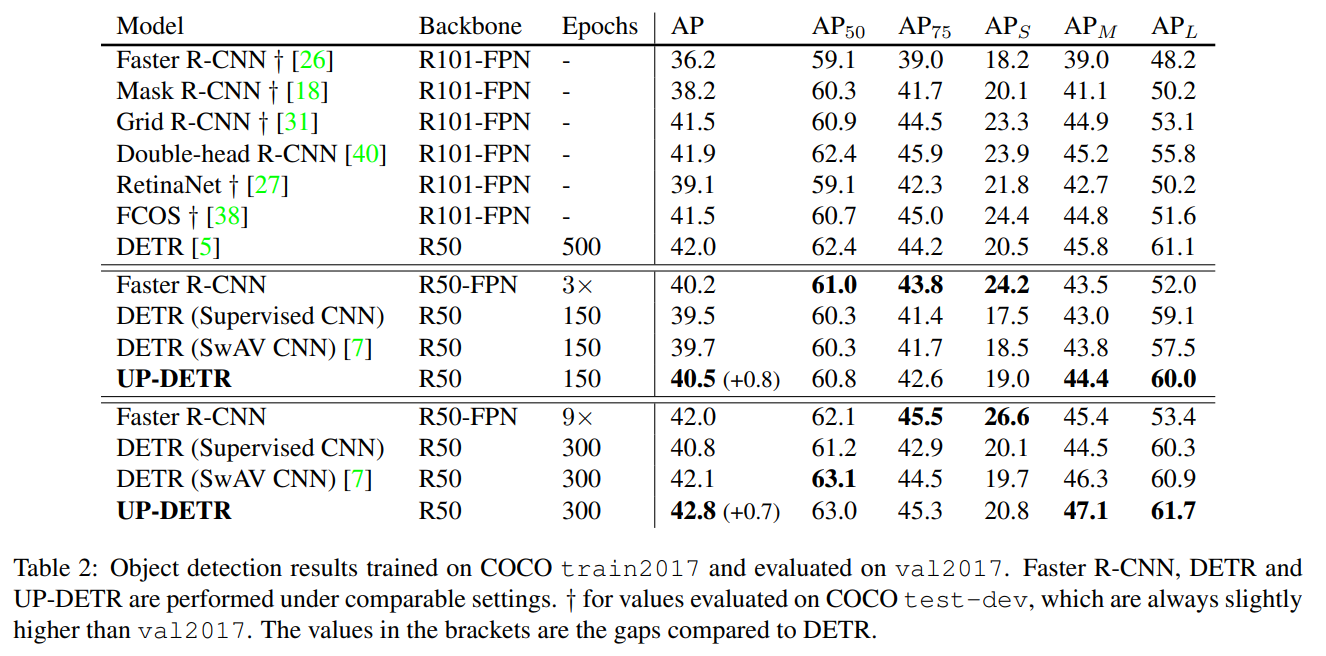 Model Backbone Epochs AP AP50 AP75 APS APM APL
Faster R-CNN † [26] R101-FPN - 36.2 59.1 39.0 18.2 39.0 48.2
Mask R-CNN † [18] R101-FPN - 38.2 60.3 41.7 20.1 41.1 50.2
Grid R-CNN † [31] R101-FPN - 41.5 60.9 44.5 23.3 44.9 53.1
Double-head R-CNN [40] R101-FPN - 41.9 62.4 45.9 23.9 45.2 55.8
RetinaNet † [27] R101-FPN - 39.1 59.1 42.3 21.8 42.7 50.2
FCOS † [38] R101-FPN - 41.5 60.7 45.0 24.4 44.8 51.6
DETR [5] R50 500 42.0 62.4 44.2 20.5 45.8 61.1
Faster R-CNN R50-FPN 3× 40.2 61.0 43.8 24.2 43.5 52.0
DETR (Supervised CNN) R50 150 39.5 60.3 41.4 17.5 43.0 59.1
DETR (SwAV CNN) [7] R50 150 39.7 60.3 41.7 18.5 43.8 57.5
UP-DETR R50 150 40.5 (+0.8) 60.8 42.6 19.0 44.4 60.0
Faster R-CNN R50-FPN 9× 42.0 62.1 45.5 26.6 45.4 53.4
DETR (Supervised CNN) R50 300 40.8 61.2 42.9 20.1 44.5 60.3
DETR (SwAV CNN) [7] R50 300 42.1 63.1 44.5 19.7 46.3 60.9
UP-DETR R50 300 42.8 (+0.7) 63.0 45.3 20.8 47.1 61.7
Table 2: Object detection results trained on COCO train2017 and evaluated on val2017. Faster R-CNN, DETR and
UP-DETR are performed under comparable settings. † for values evaluated on COCO test-dev, which are always slightly
higher than val2017. The values in the brackets are the gaps compared to DETR.